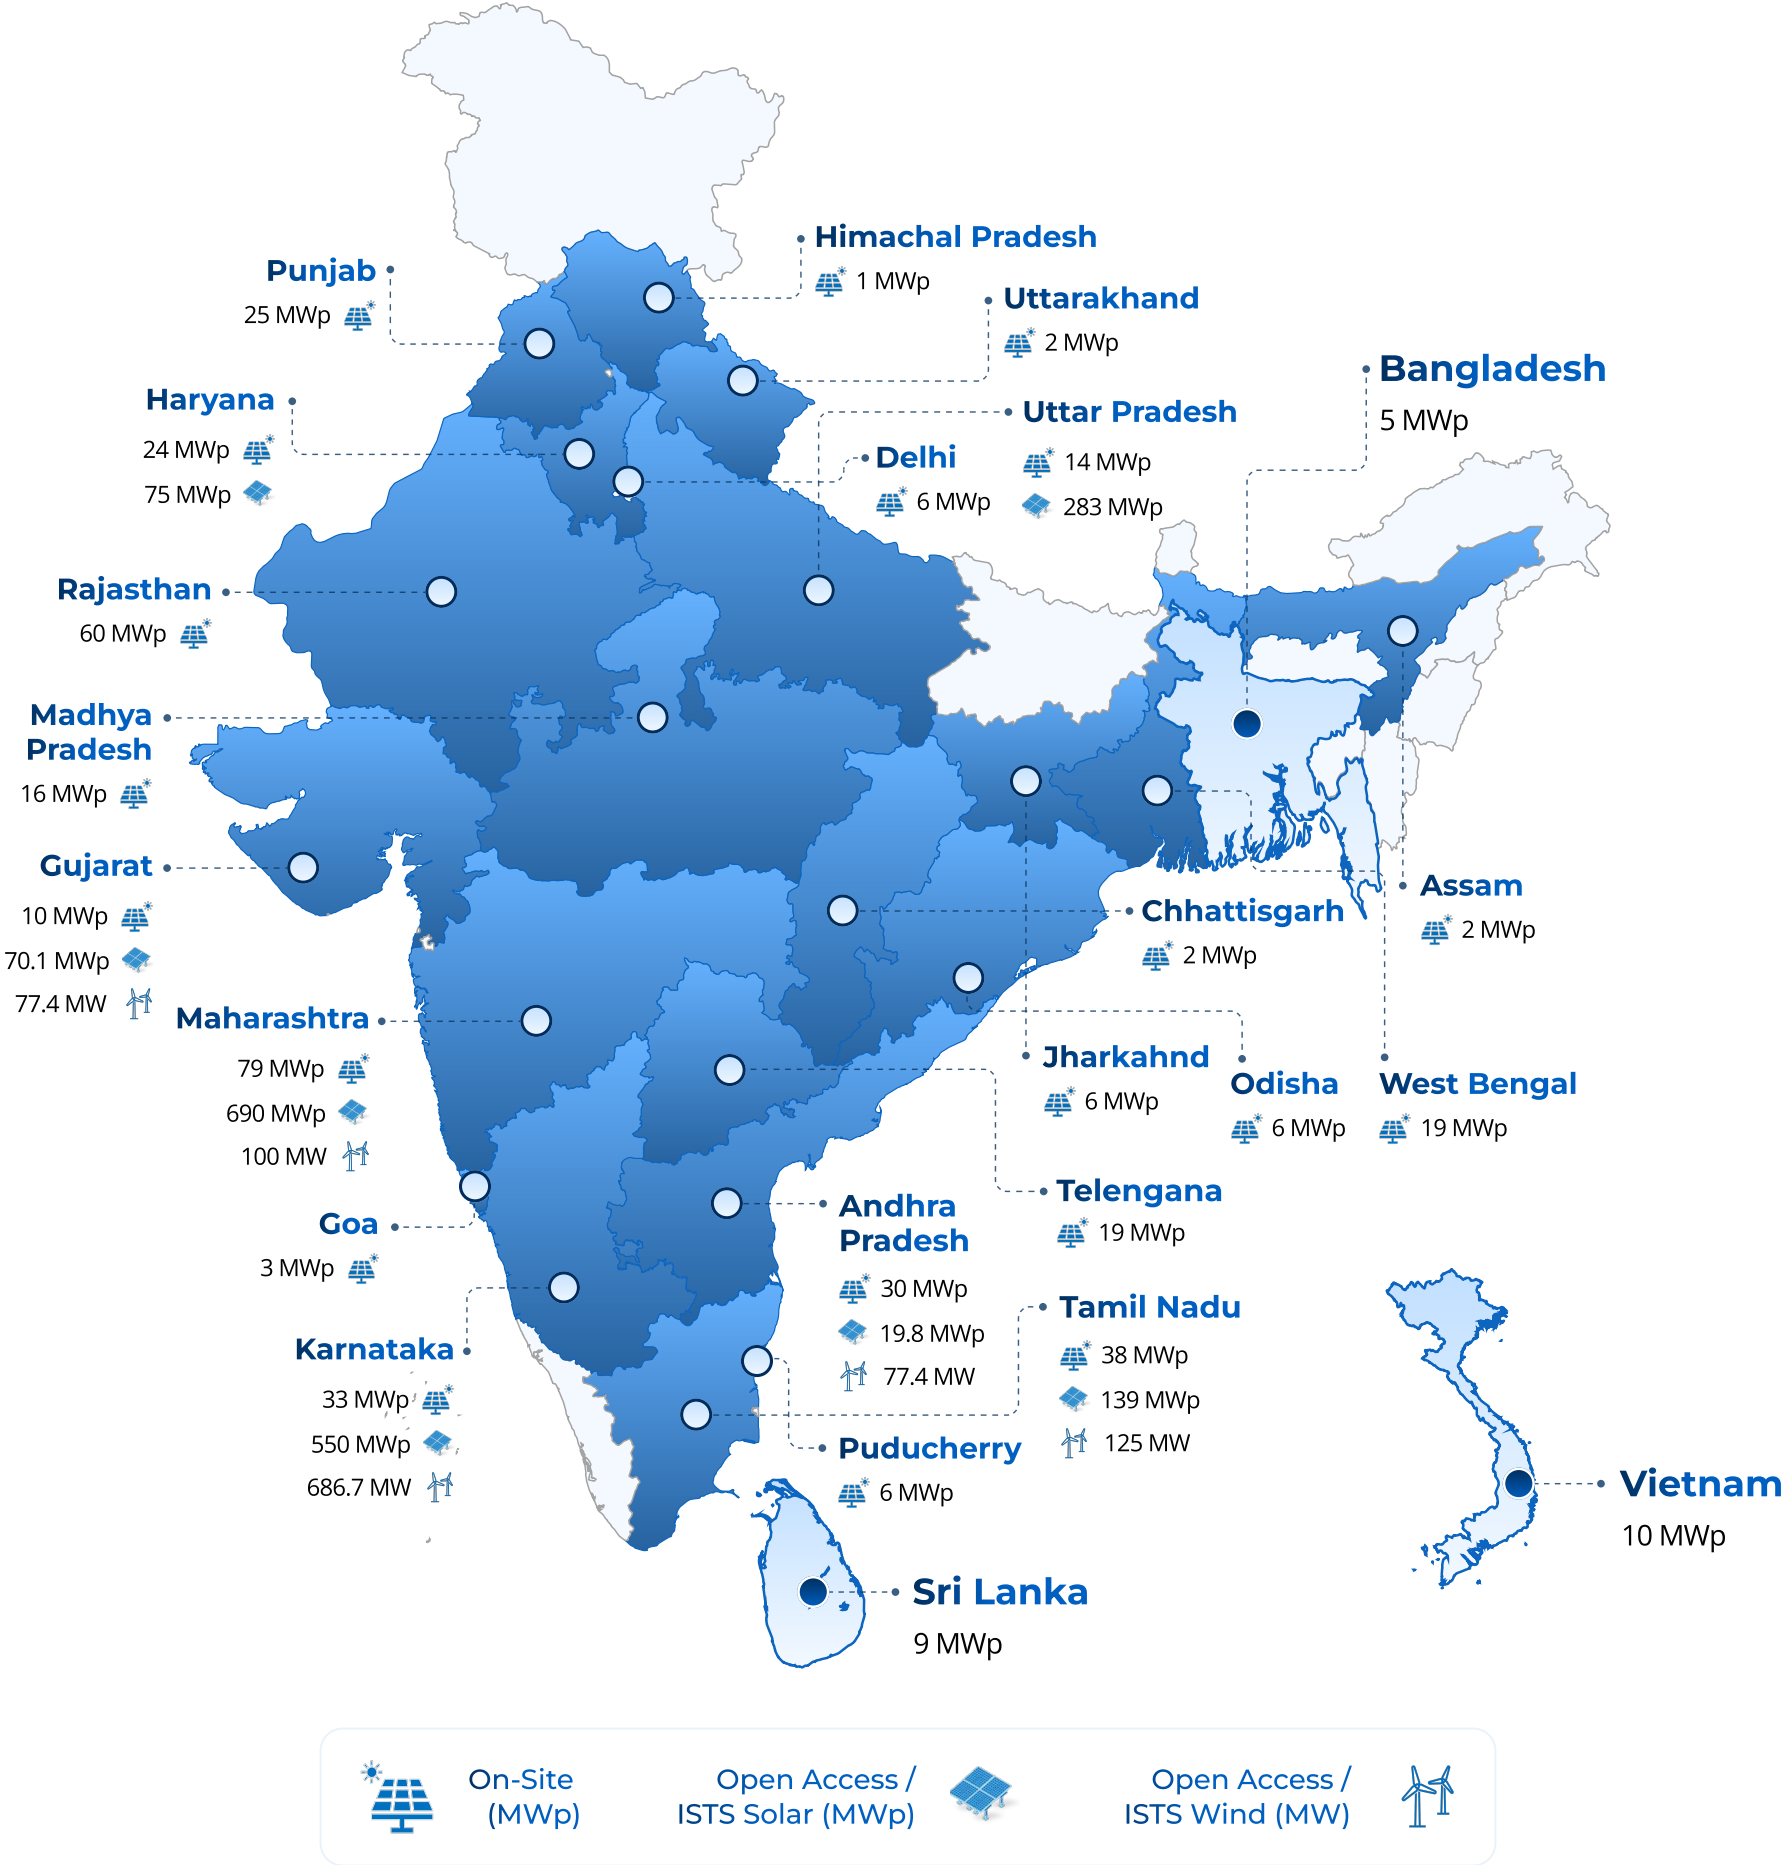 Himachal Pradesh
1 MWp
Punjab
25 MWp
Uttarakhand
2 MWp
Bangladesh
5 MWp
Haryana
24 MWp
75 MWp
Uttar Pradesh
14 MWp
283 MWp
Delhi
6 MWp
Rajasthan
60 MWp
Madhya
Pradesh
16 MWp
Gujarat
10 MWp
70.1 MWp
77.4 MW
Assam
2 MWp
Chhattisgarh
2 MWp
Maharashtra
79 MWp
690 MWp
100 MW
Jharkahnd
6 MWp
Odisha
6 MWp
West Bengal
19 MWp
Telengana
19 MWp
Goa
3 MWp
Andhra
Pradesh
30 MWp
19.8 MWp
77.4 MW
Tamil Nadu
38 MWp
139 MWp
125 MW
Karnataka
33 MWp
550 MWp
686.7 MW
Puducherry
6 MWp
Vietnam
10 MWp
Sri Lanka
9 MWp
On-Site
(MWp)
Open Access /
ISTS Solar (MWp)
Open Access /
ISTS Wind (MW)